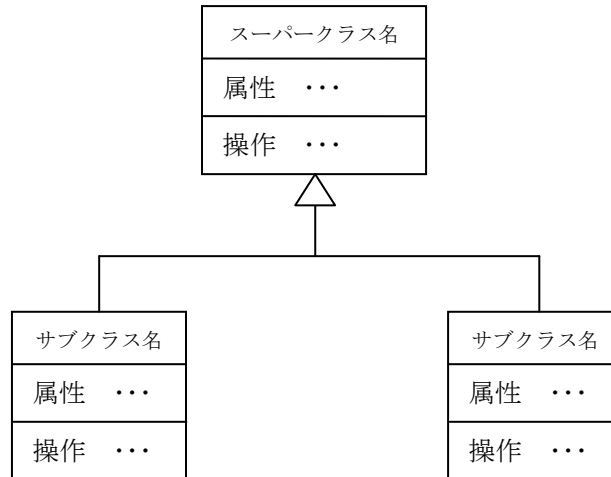 スーパークラス名
属性 ・・・
操作 ・・・
サブクラス名
属性 ・・・
操作 ・・・
サブクラス名
属性 ・・・
操作 ・・・